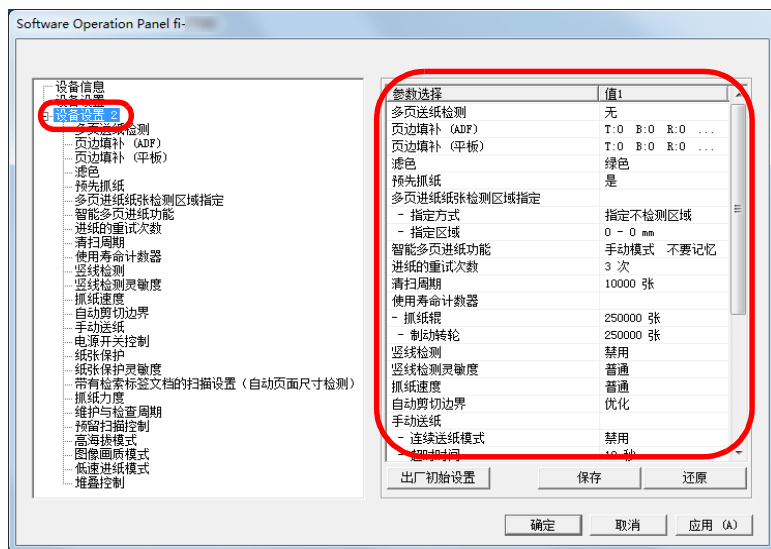 Software Operation Panel fi-
设备信息
设备设置
设备设置 2
多页送纸检测
页边填补 (ADF)
页边填补 (平板)
滤色
预先抓纸
多页进纸纸张检测区域指定
智能多页进纸功能
进纸的重试次数
清扫周期
使用寿命计数器
竖线检测
竖线检测灵敏度
抓纸速度
自动剪切边界
手动送纸
电源开关控制
纸张保护
纸张保护灵敏度
带有检索标签文档的扫描设置(自动页面尺寸检测)
抓纸力度
维护与检查周期
预留扫描控制
高海拔模式
图像画质模式
低速进纸模式
堆叠控制
参数选择 值1
多页送纸检测 无
页边填补 (ADF) T:0 B:0 R:0 ...
页边填补 (平板) T:0 B:0 R:0 ...
滤色 绿色
预先抓纸 是
多页进纸纸张检测区域指定
- 指定方式 指定不检测区域
- 指定区域 0 - 0 mm
智能多页进纸功能 手动模式 不要记忆
进纸的重试次数 3 次
清扫周期 10000 张
使用寿命计数器
- 抓纸辊 250000 张
- 制动转轮 250000 张
竖线检测 禁用
竖线检测灵敏度 普通
抓纸速度 普通
自动剪切边界 优化
手动送纸
- 连续送纸模式 禁用
- 超时时间 10 秒
出厂初始设置 保存 还原
确定 取消 应用 (A)